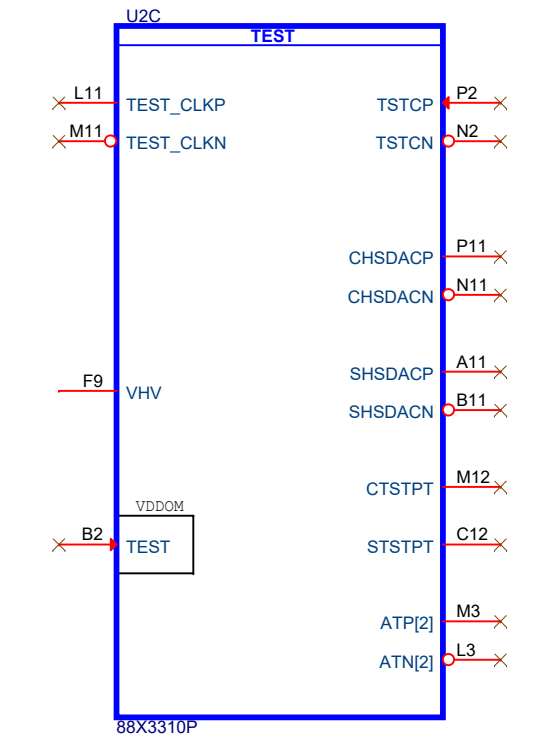 U2C
TEST
L11 TEST_CLKP TSTCP P2
M11 TEST_CLKN TSTCN N2
CHSDACP P11
CHSDACN N11
SHSDACP A11
F9 VHV
SHSDACN B11
CTSTPT M12
VDDOM
B2 TEST STSTPT C12
ATP[2] M3
ATN[2] L3
88X3310P